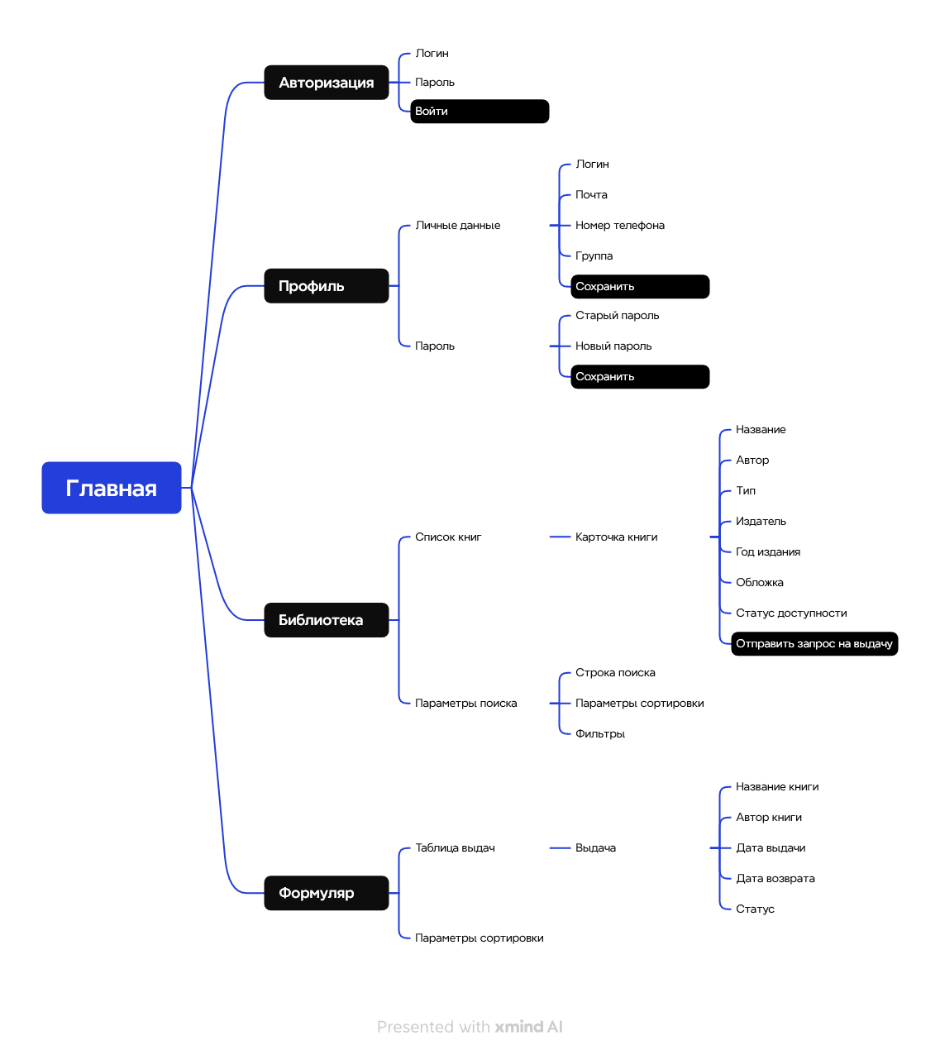 Главная
Авторизация
Логин
Пароль
Войти
Профиль
Личные данные
Логин
Почта
Номер телефона
Группа
Сохранить
Пароль
Старый пароль
Новый пароль
Сохранить
Библиотека
Список книг
Карточка книги
Название
Автор
Тип
Издатель
Год издания
Обложка
Статус доступности
Отправить запрос на выдачу
Параметры поиска
Строка поиска
Параметры сортировки
Фильтры
Формуляр
Таблица выдач
Выдача
Название книги
Автор книги
Дата выдачи
Дата возврата
Статус
Параметры сортировки
Presented with xmind AI